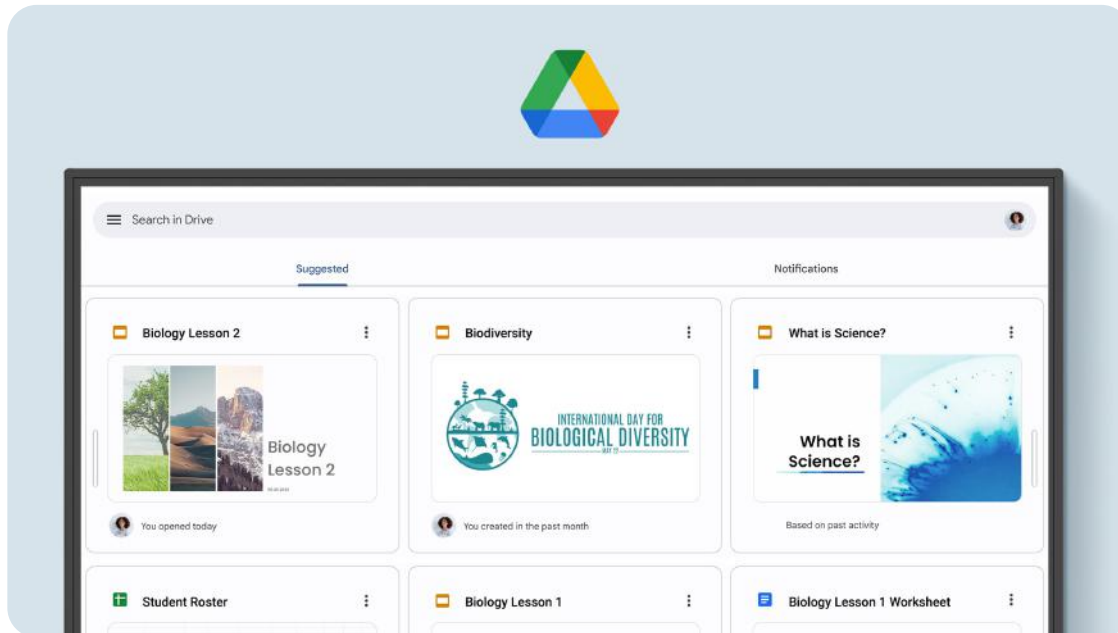 Search in Drive
Suggested
Notifications
Biology Lesson 2
Biology
Lesson 2
You opened today
Biodiversity
INTERNATIONAL DAY FOR
BIOLOGICAL DIVERSITY
MAY 22
You created in the past month
What is Science?
What is
Science?
Based on past activity
Student Roster
Biology Lesson 1
Biology Lesson 1 Worksheet